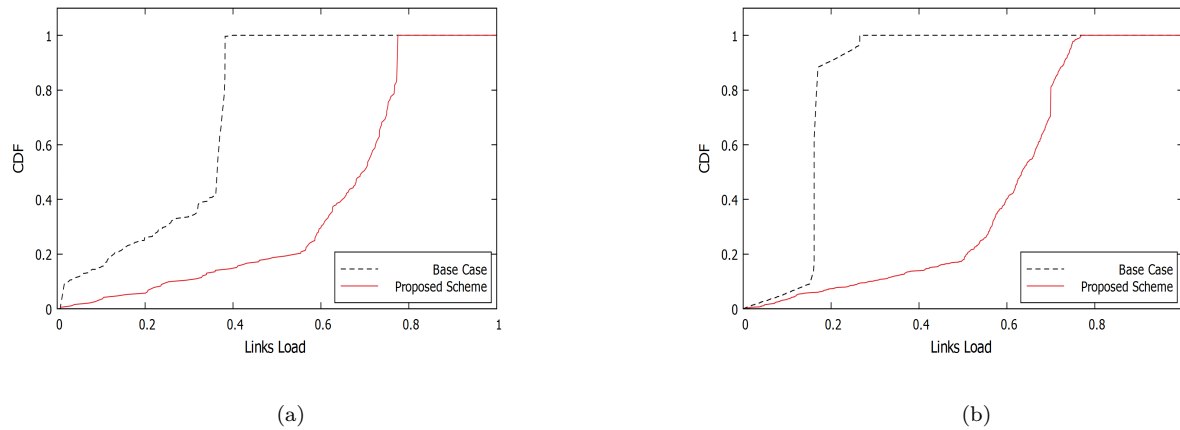 1
0.8
0.6
0.4
0.2
0
CDF
0 0.2 0.4 0.6 0.8 1
Links Load
Base Case
Proposed Scheme
(a)
1
0.8
0.6
0.4
0.2
0
CDF
0 0.2 0.4 0.6 0.8
Links Load
Base Case
Proposed Scheme
(b)